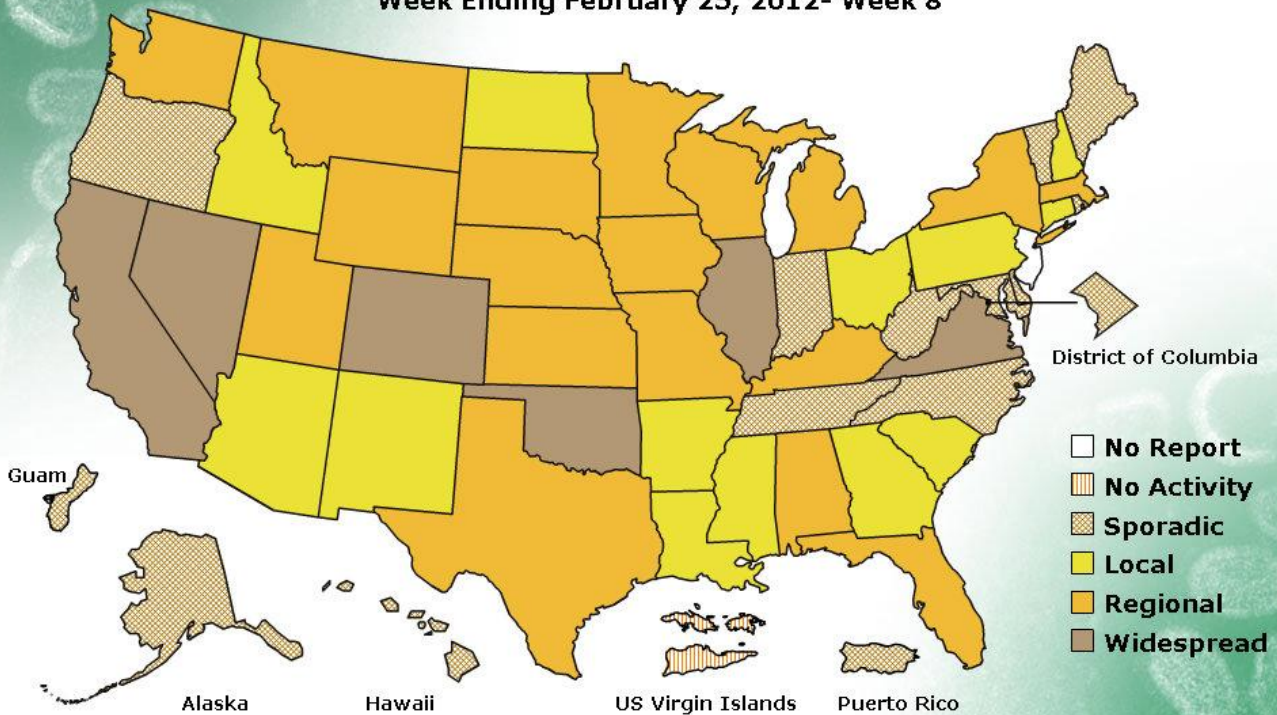 Week Ending February 25, 2012- Week 8
District of Columbia
No Report
No Activity
Sporadic
Local
Regional
Widespread
Guam
Alaska
Hawaii
US Virgin Islands
Puerto Rico